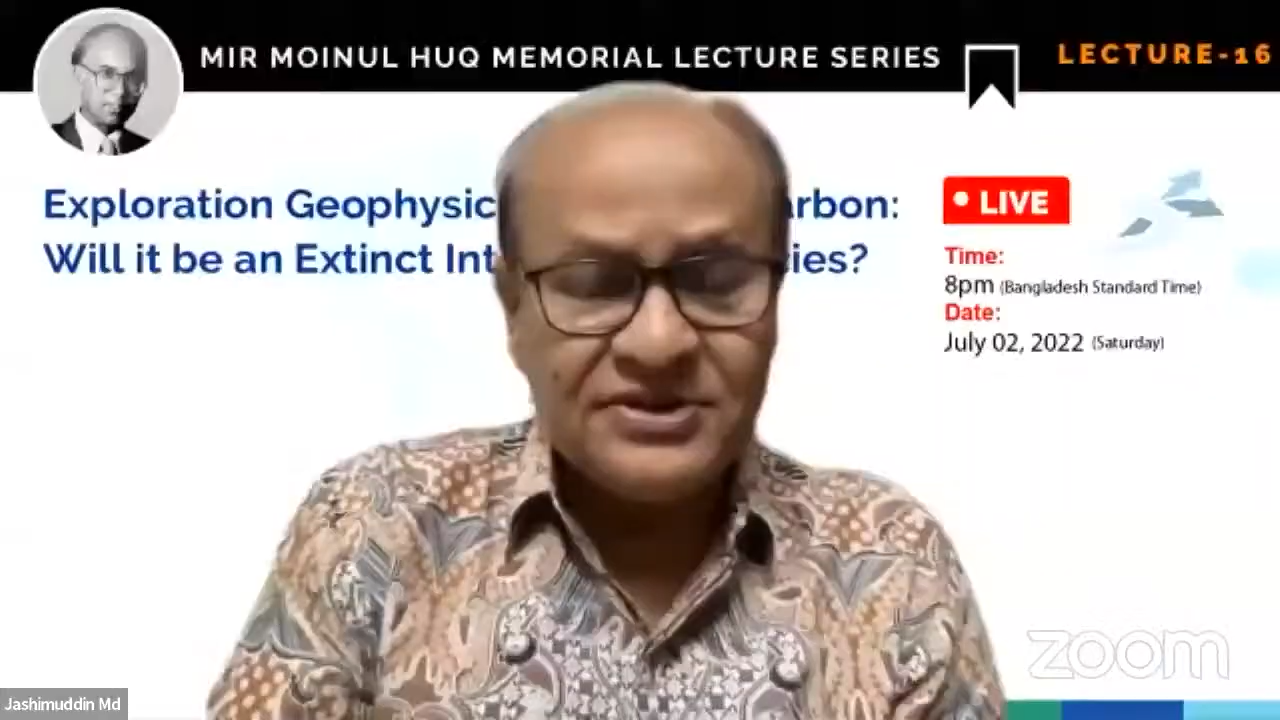 MIR MOINUL HUQ MEMORIAL LECTURE SERIES
LECTURE-16
Exploration Geophysic rbon:
Will it be an Extinct Int ies?
LIVE
Time:
8pm (Bangladesh Standard Time)
Date:
July 02, 2022 (Saturday)
zoom
Jashimuddin Md